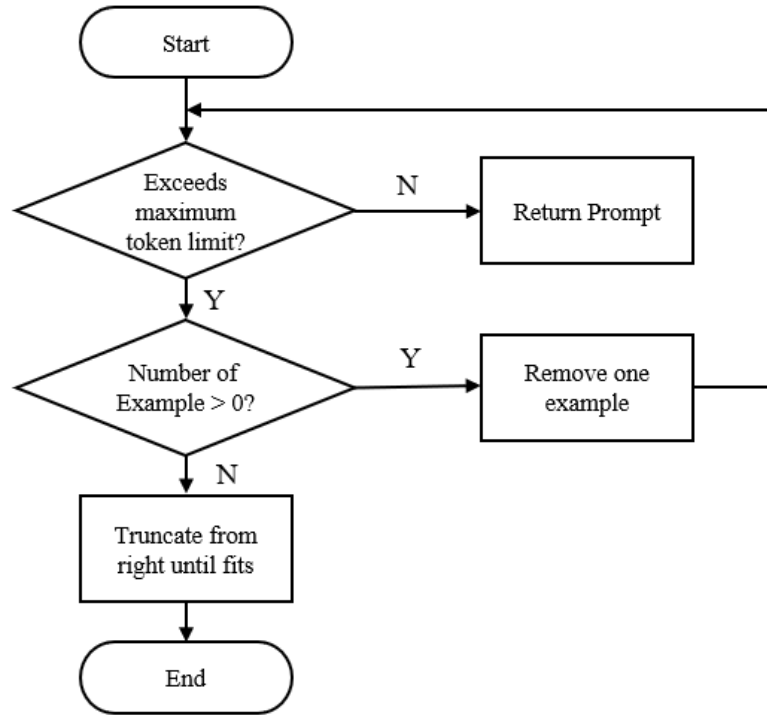 Start
Exceeds
maximum
token limit?
N
Return Prompt
Y
Number of
Example > 0?
Y
Remove one
example
N
Truncate from
right until fits
End